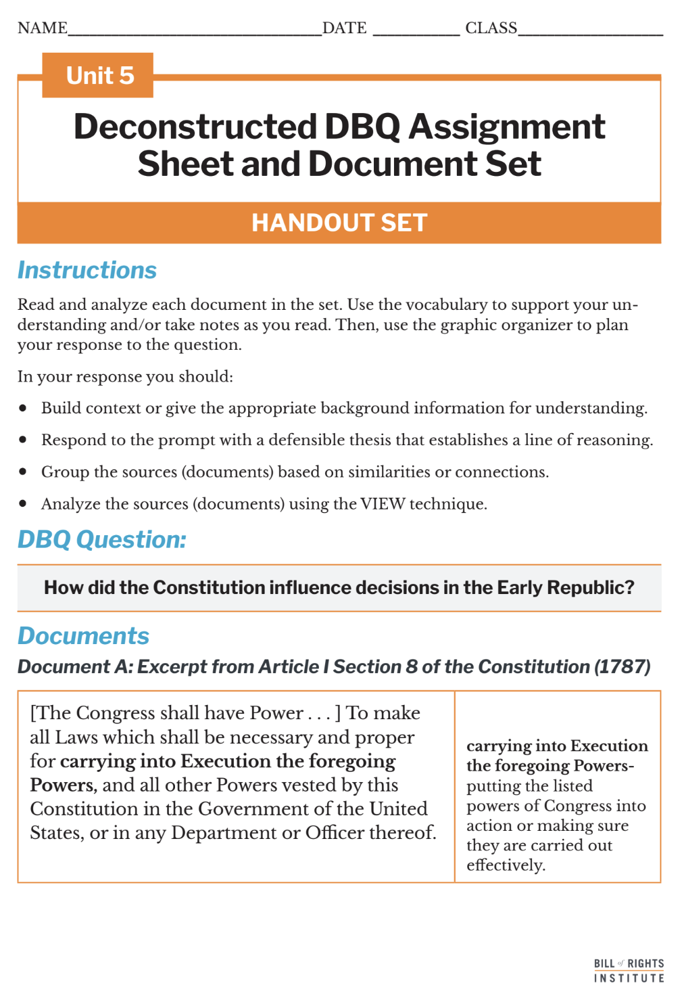 NAME_____________________________DATE __________ CLASS________________
Unit 5
Deconstructed DBQ Assignment
Sheet and Document Set
HANDOUT SET
Instructions
Read and analyze each document in the set. Use the vocabulary to support your un-
derstanding and/or take notes as you read. Then, use the graphic organizer to plan
your response to the question.
In your response you should:
• Build context or give the appropriate background information for understanding.
• Respond to the prompt with a defensible thesis that establishes a line of reasoning.
• Group the sources (documents) based on similarities or connections.
• Analyze the sources (documents) using the VIEW technique.
DBQ Question:
How did the Constitution influence decisions in the Early Republic?
Documents
Document A: Excerpt from Article I Section 8 of the Constitution (1787)
[The Congress shall have Power . . . ] To make
all Laws which shall be necessary and proper
for carrying into Execution the foregoing
Powers, and all other Powers vested by this
Constitution in the Government of the United
States, or in any Department or Officer thereof.
carrying into Execution
the foregoing Powers-
putting the listed
powers of Congress into
action or making sure
they are carried out
effectively.
BILL of RIGHTS
INSTITUTE